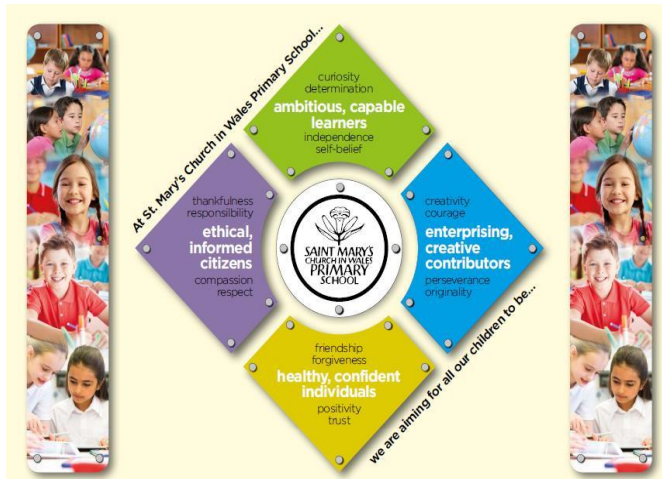 At St. Mary's Church in Wales Primary School...
curiosity
determination
ambitious, capable
learners
independence
self-belief
thankfulness
responsibility
ethical,
informed
citizens
compassion
respect
SAINT MARY'S
CHURCH IN WALES
PRIMARY
SCHOOL
creativity
courage
enterprising,
creative
contributors
perseverance
originality
friendship
forgiveness
healthy, confident
individuals
positivity
trust
we are aiming for all our children to be...